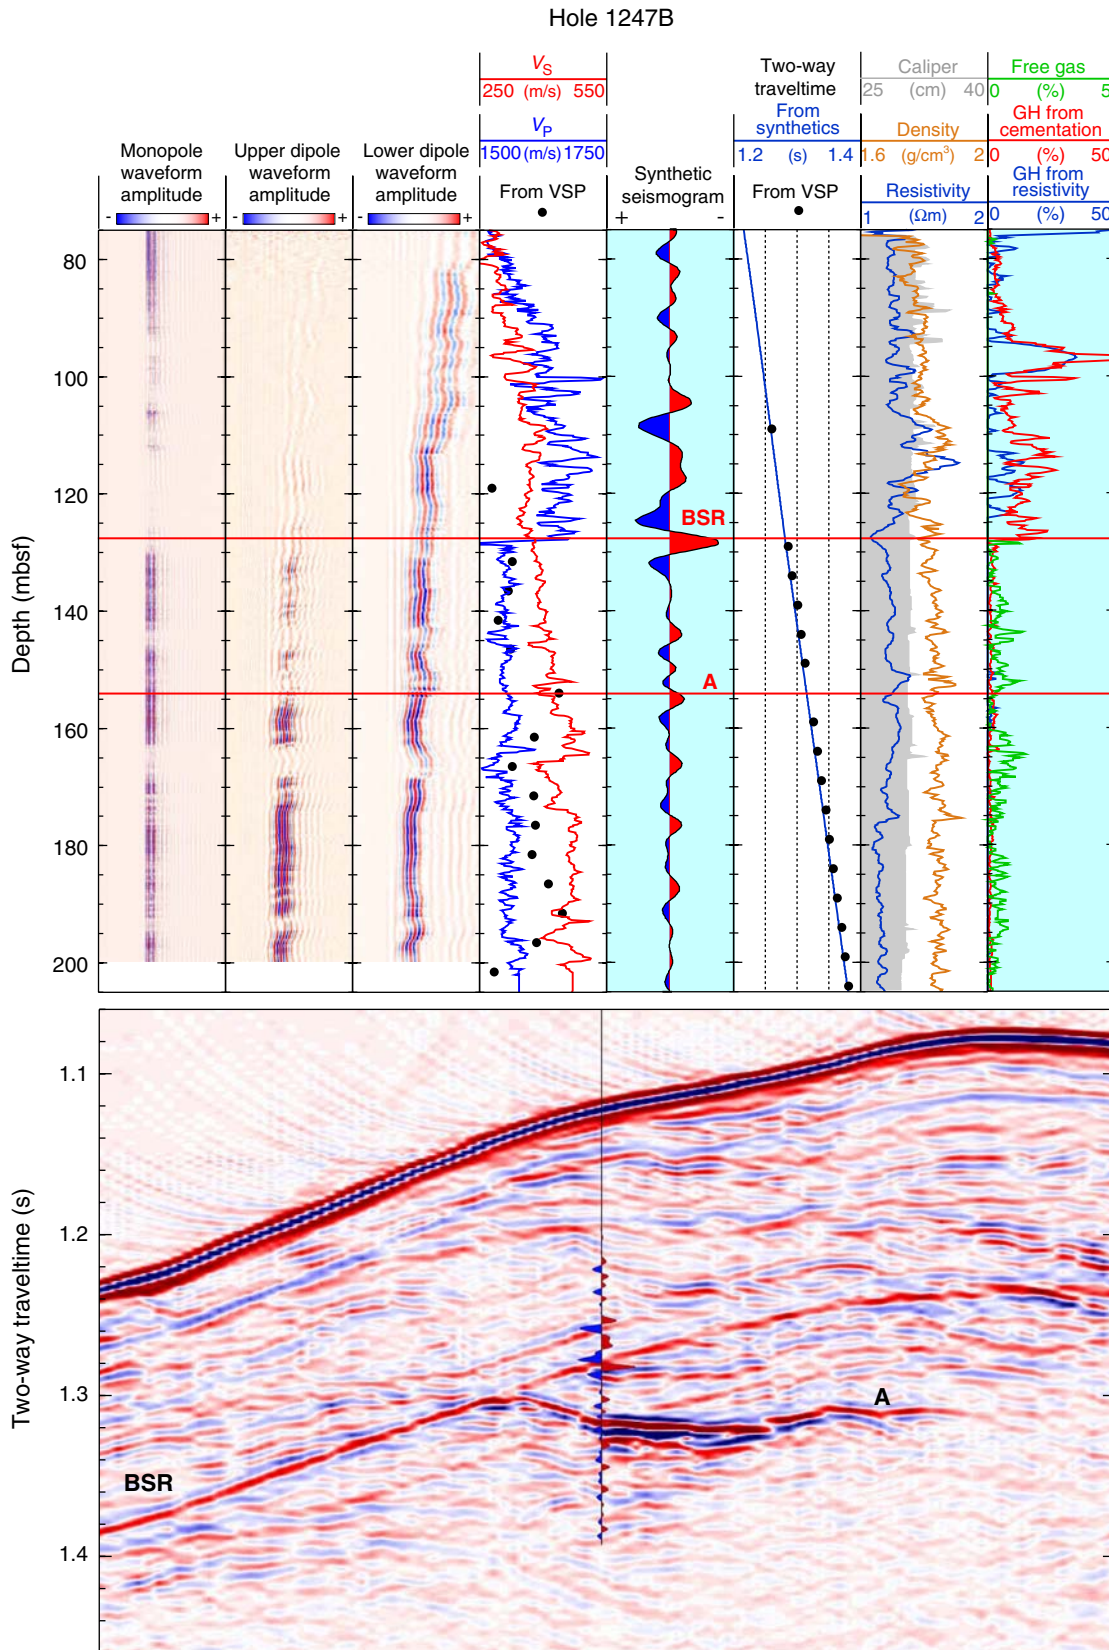 Hole 1247B
Monopole
waveform
amplitude
- +
Upper dipole
waveform
amplitude
- +
Lower dipole
waveform
amplitude
- +
VS
250 (m/s) 550
VP
1500 (m/s) 1750
From VSP
Synthetic
seismogram
+ -
Two-way
traveltime
From
synthetics
1.2 (s) 1.4
From VSP
Caliper
25 (cm) 40
Density
1.6 (g/cm³) 2
Resistivity
1 (Ωm) 2
Free gas
0 (%) 5
GH from
cementation
0 (%) 50
GH from
resistivity
0 (%) 50
Depth (mbsf)
80
100
120
140
160
180
200
BSR
A
Two-way traveltime (s)
1.1
1.2
1.3
1.4
A
BSR